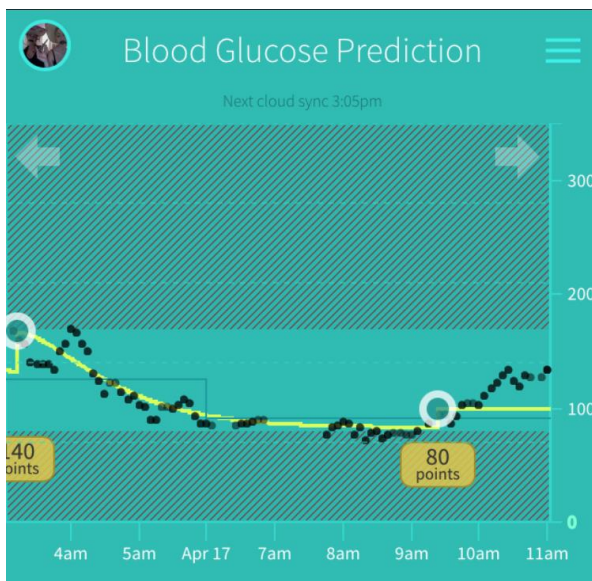 Blood Glucose Prediction
Next cloud sync 3:05pm
300
200
100
0
140
points
80
points
4am 5am Apr 17 7am 8am 9am 10am 11am